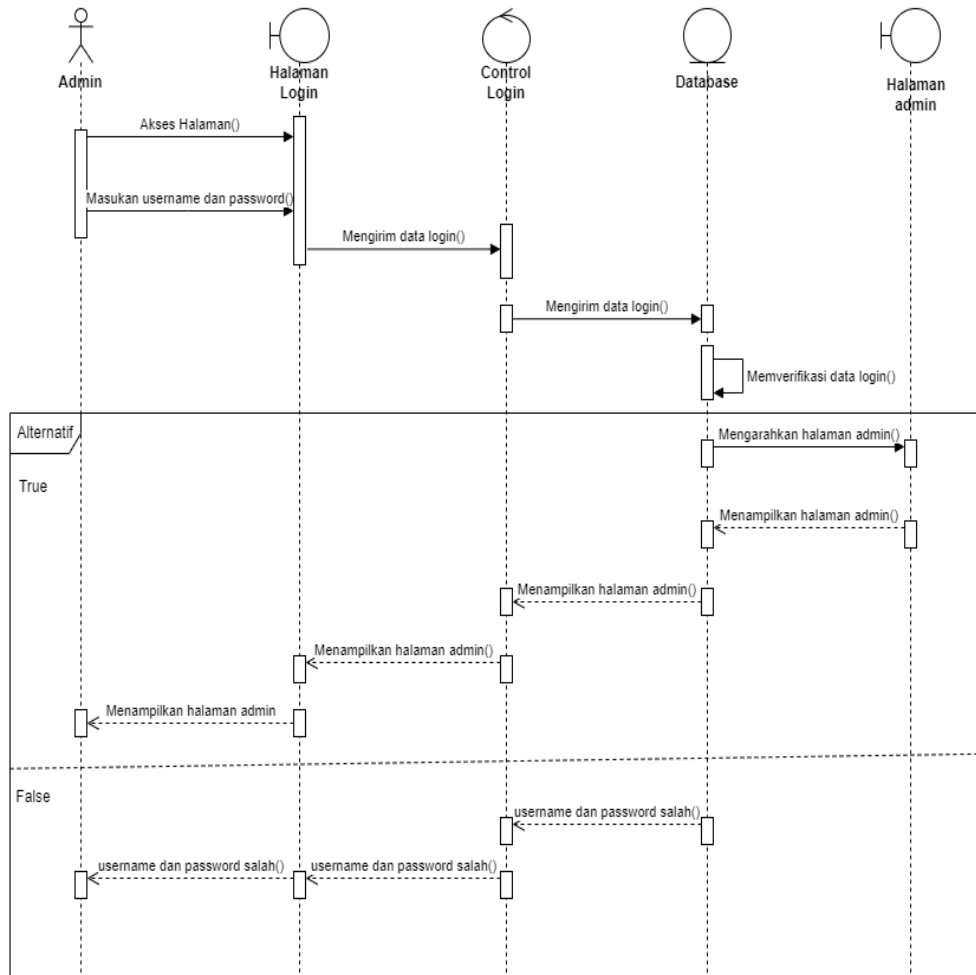 Admin
Halaman
Login
Control
Login
Database
Halaman
admin
Akses Halaman()
Masukan username dan password()
Mengirim data login()
Mengirim data login()
Memverifikasi data login()
Alternatif
Mengarahkan halaman admin()
True
Menampilkan halaman admin()
Menampilkan halaman admin()
Menampilkan halaman admin()
Menampilkan halaman admin
False
username dan password salah()
username dan password salah()
username dan password salah()